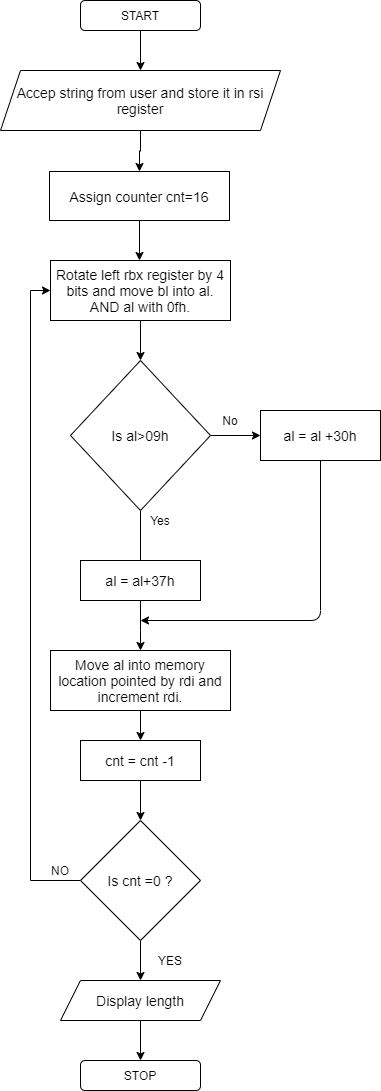 START
Accep string from user and store it in rsi
register
Assign counter cnt=16
Rotate left rbx register by 4
bits and move bl into al.
AND al with 0fh.
Is al>09h
No
al = al +30h
Yes
al = al+37h
Move al into memory
location pointed by rdi and
increment rdi.
cnt = cnt -1
NO
Is cnt =0 ?
YES
Display length
STOP